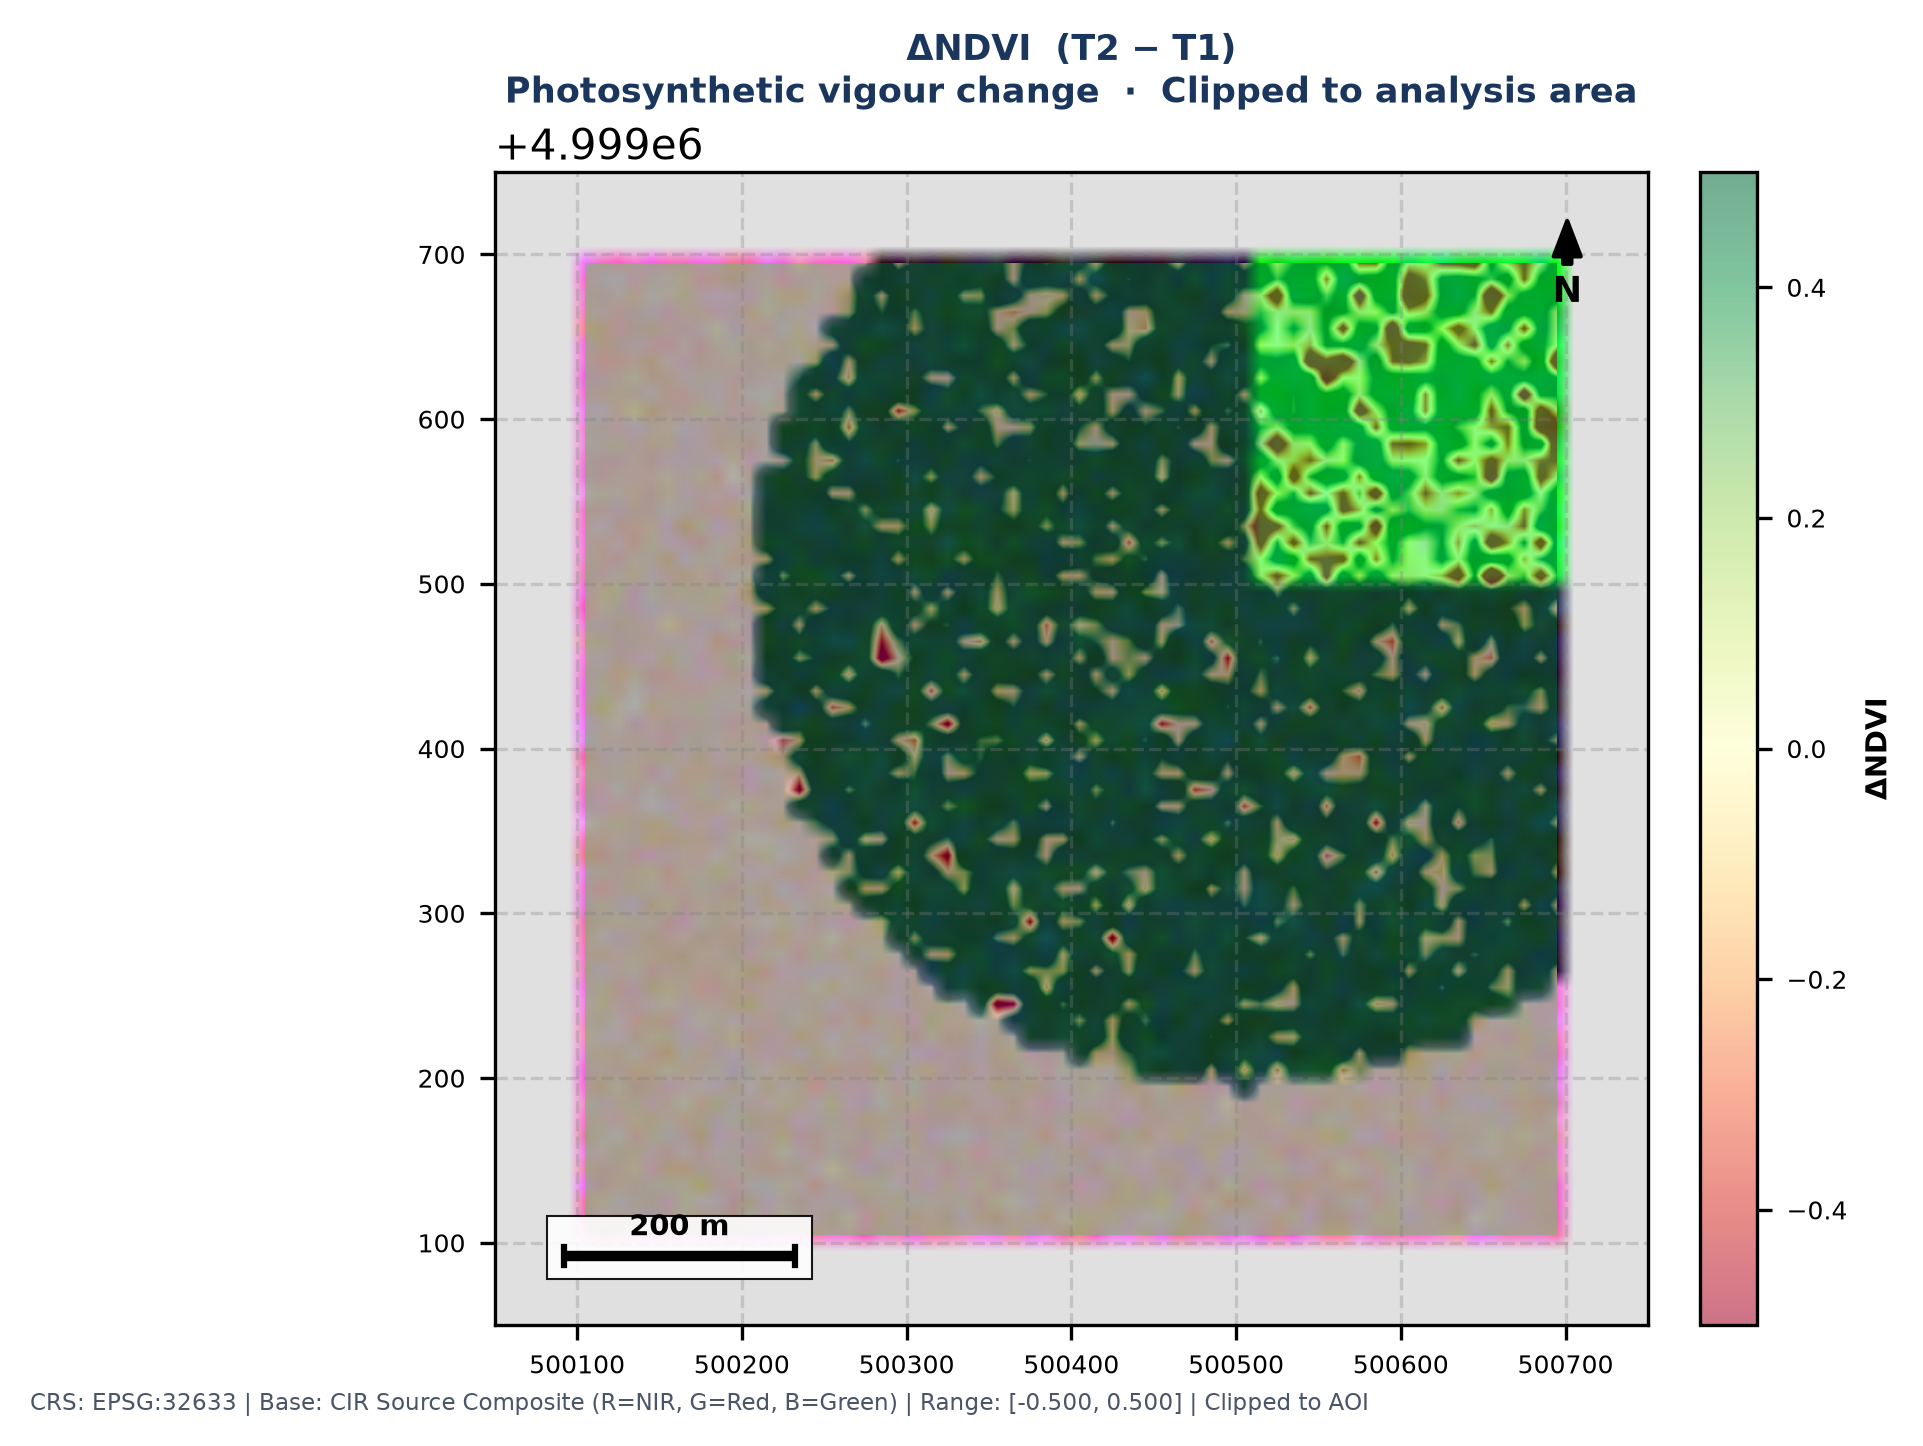 ΔNDVI (T2 − T1)
Photosynthetic vigour change · Clipped to analysis area
+4.999e6
700
600
500
400
300
200
100
N
200 m
500100 500200 500300 500400 500500 500600 500700
0.4
0.2
0.0
−0.2
−0.4
ΔNDVI
CRS: EPSG:32633 | Base: CIR Source Composite (R=NIR, G=Red, B=Green) | Range: [-0.500, 0.500] | Clipped to AOI